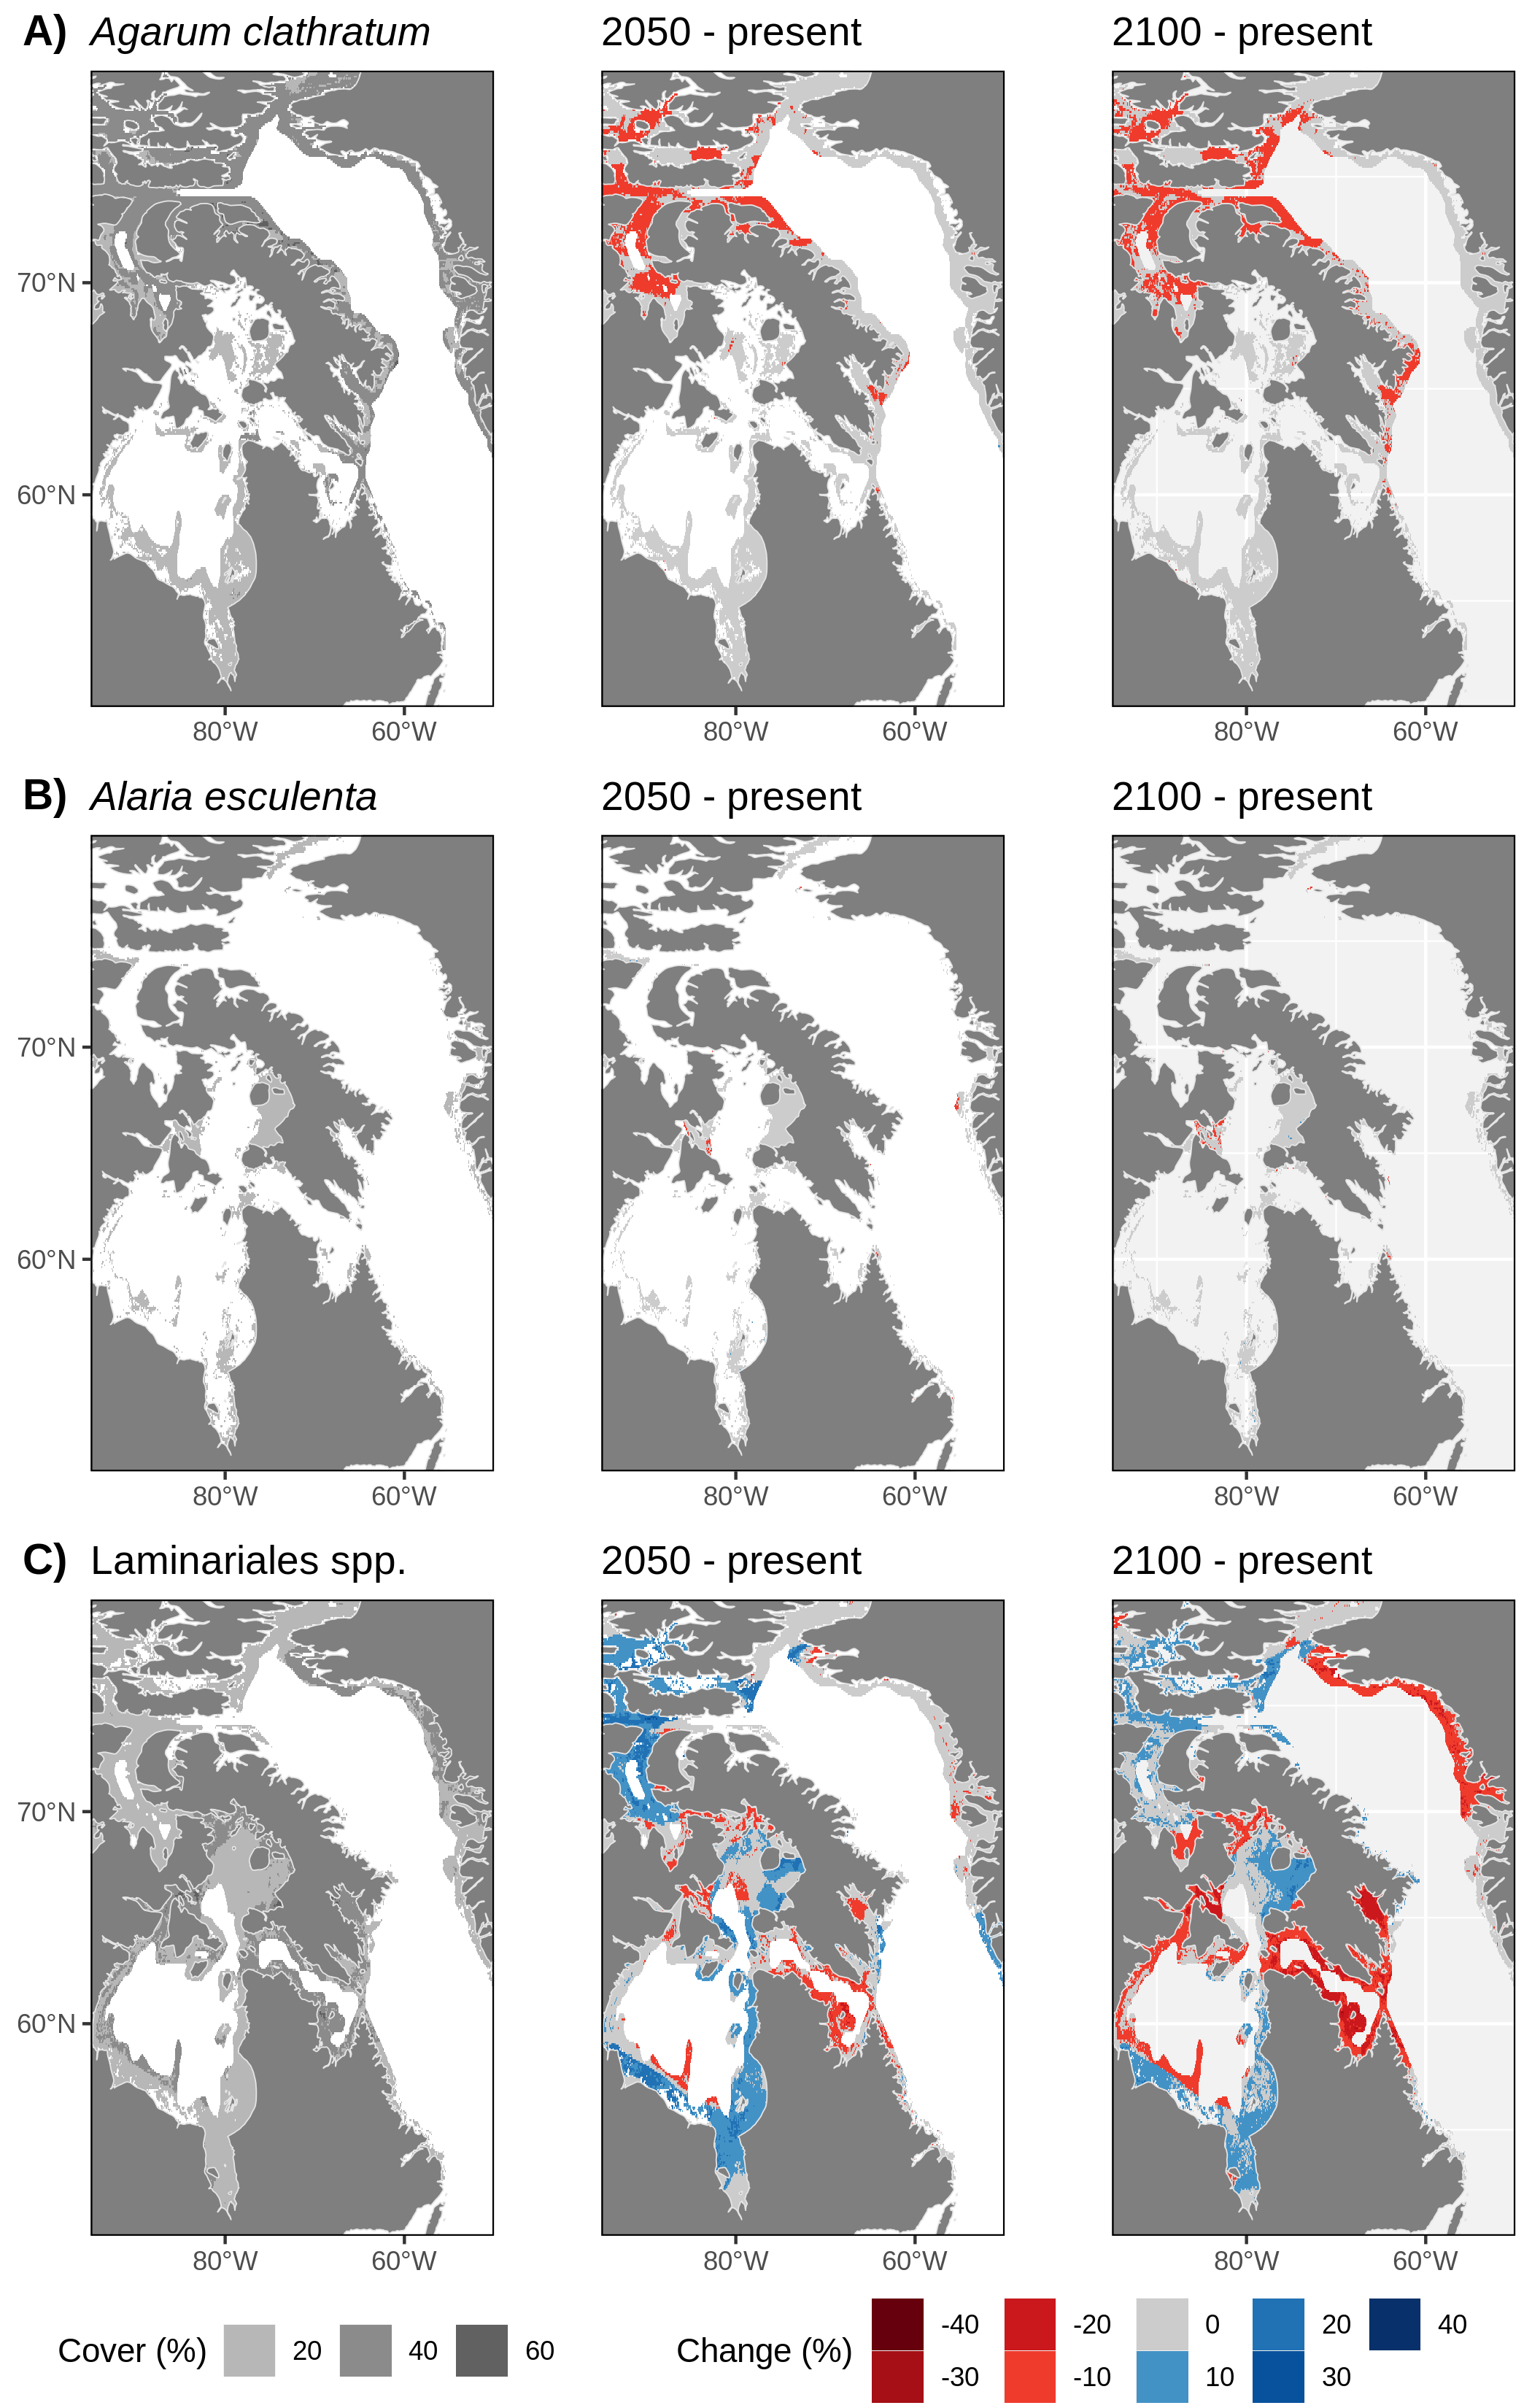 A) Agarum clathratum 2050 - present 2100 - present
70°N
60°N
80°W 60°W 80°W 60°W 80°W 60°W
B) Alaria esculenta 2050 - present 2100 - present
70°N
60°N
80°W 60°W 80°W 60°W 80°W 60°W
C) Laminariales spp. 2050 - present 2100 - present
70°N
60°N
80°W 60°W 80°W 60°W 80°W 60°W
Cover (%) 20 40 60
Change (%) -40 -20 0 20 40
-30 -10 10 30